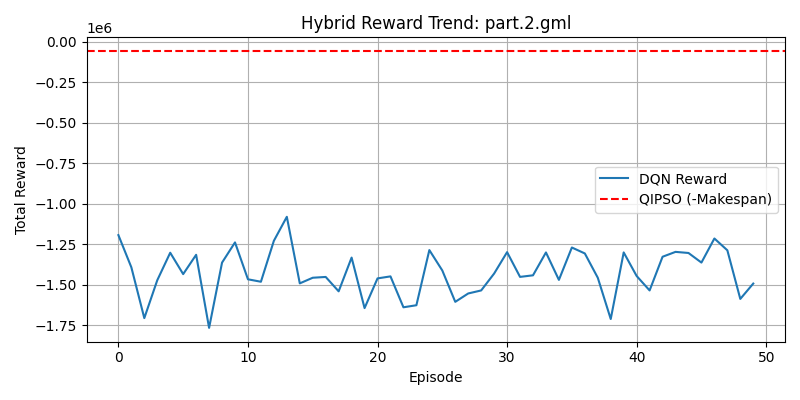 Hybrid Reward Trend: part.2.gml
1e6
0.00
−0.25
−0.50
−0.75
−1.00
−1.25
−1.50
−1.75
Total Reward
DQN Reward
QIPSO (-Makespan)
0 10 20 30 40 50
Episode